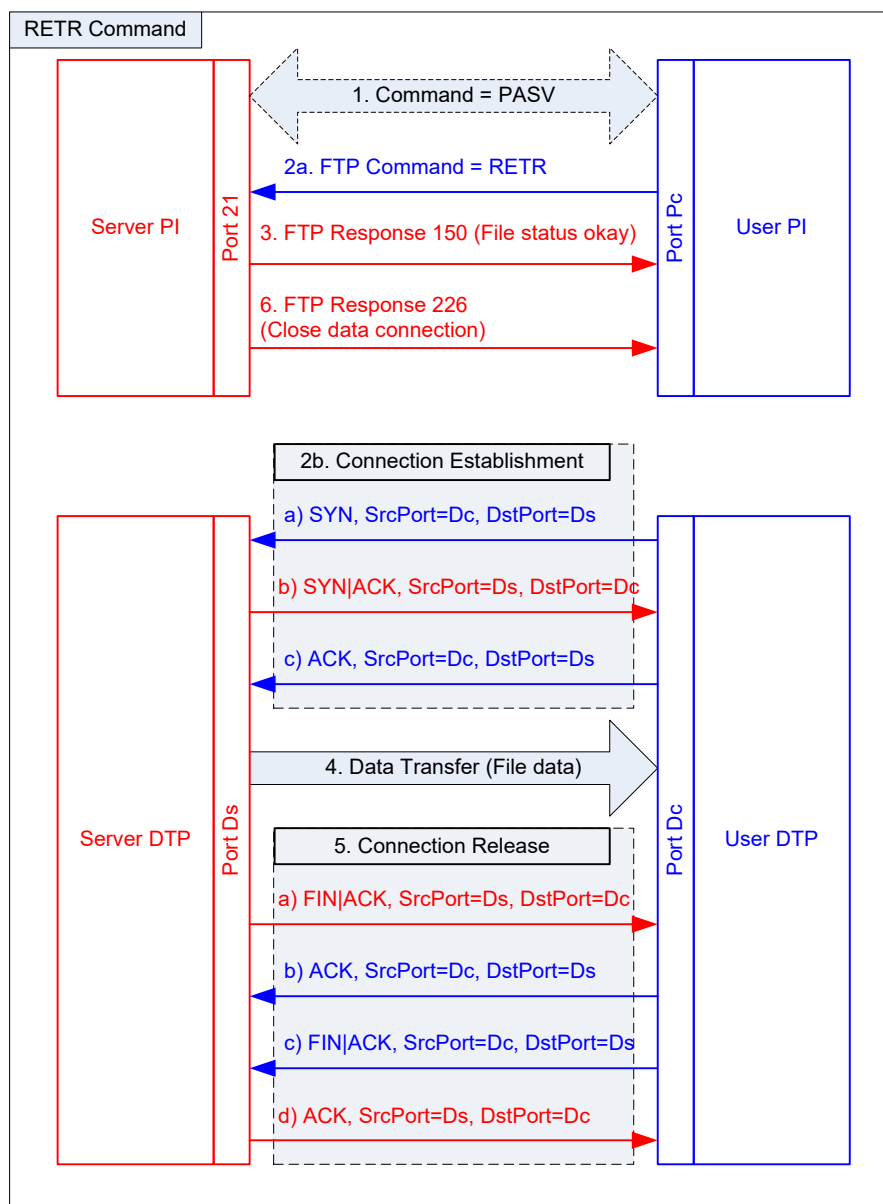 RETR Command
1. Command = PASV
2a. FTP Command = RETR
Server PI
Port 21
3. FTP Response 150 (File status okay)
Port Pc
User PI
6. FTP Response 226
(Close data connection)
2b. Connection Establishment
a) SYN, SrcPort=Dc, DstPort=Ds
b) SYN|ACK, SrcPort=Ds, DstPort=Dc
c) ACK, SrcPort=Dc, DstPort=Ds
4. Data Transfer (File data)
Server DTP
Port Ds
Port Dc
User DTP
5. Connection Release
a) FIN|ACK, SrcPort=Ds, DstPort=Dc
b) ACK, SrcPort=Dc, DstPort=Ds
c) FIN|ACK, SrcPort=Dc, DstPort=Ds
d) ACK, SrcPort=Ds, DstPort=Dc